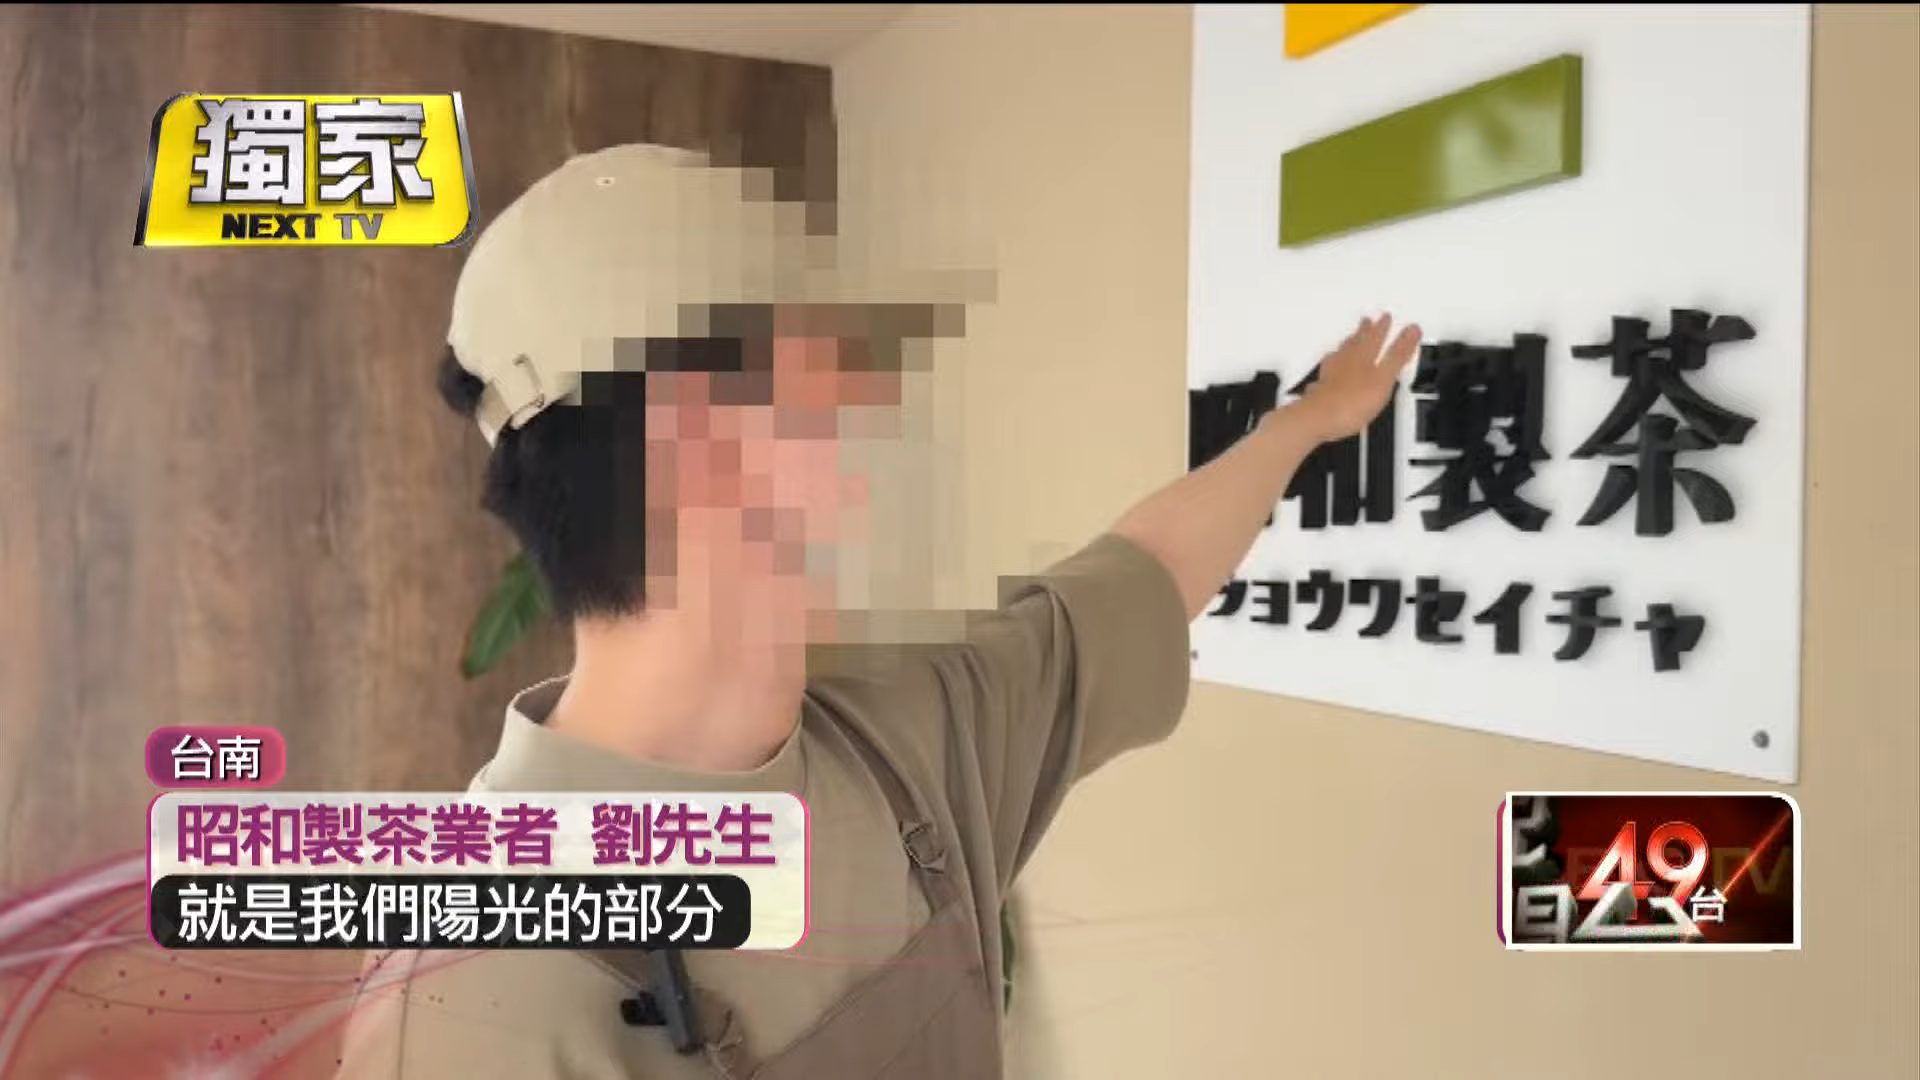 獨家
NEXT TV
昭和製茶
ョウワセイチャ
台南
昭和製茶業者 劉先生
就是我們陽光的部分
49台